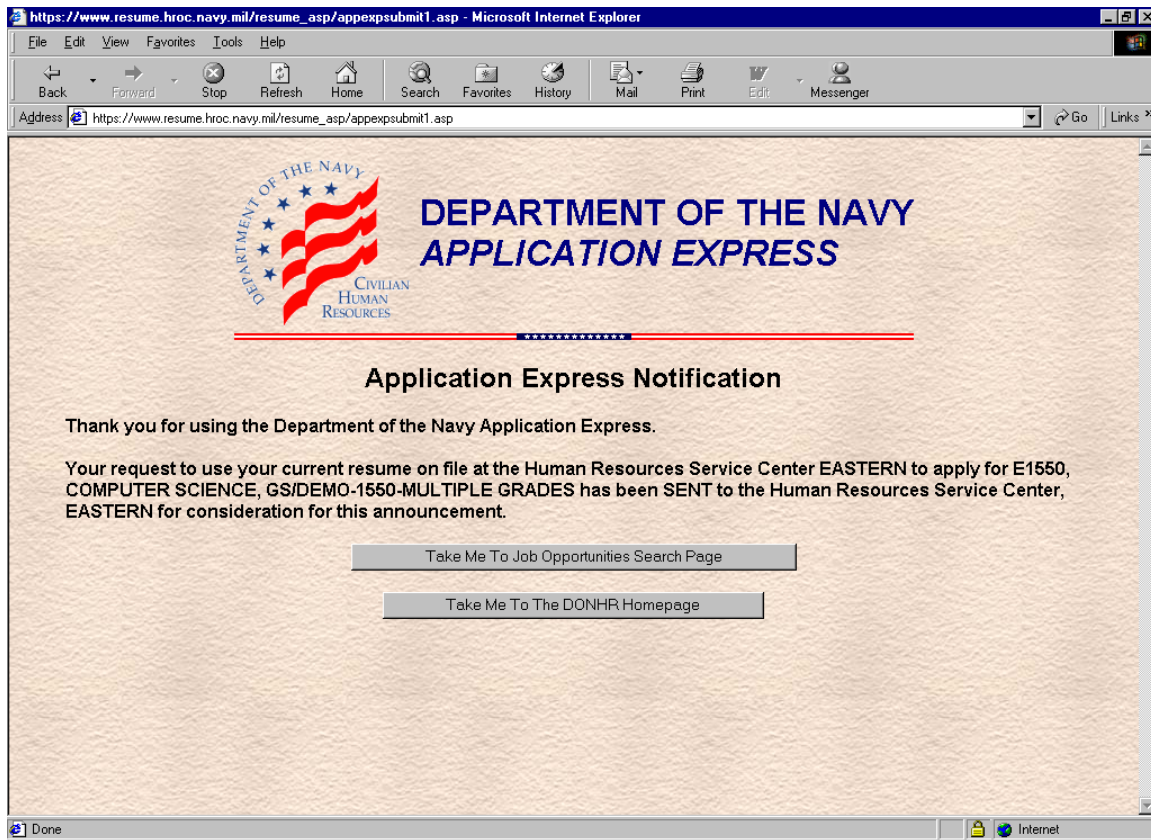 https://www.resume.hroc.navy.mil/resume_asp/appexpsubmit1.asp - Microsoft Internet Explorer
File Edit View Favorites Tools Help
Back Forward Stop Refresh Home Search Favorites History Mail Print Edit Messenger
Address https://www.resume.hroc.navy.mil/resume_asp/appexpsubmit1.asp Go Links »
DEPARTMENT OF THE NAVY
CIVILIAN
HUMAN
RESOURCES
DEPARTMENT OF THE NAVY
APPLICATION EXPRESS
Application Express Notification
Thank you for using the Department of the Navy Application Express.
Your request to use your current resume on file at the Human Resources Service Center EASTERN to apply for E1550,
COMPUTER SCIENCE, GS/DEMO-1550-MULTIPLE GRADES has been SENT to the Human Resources Service Center,
EASTERN for consideration for this announcement.
Take Me To Job Opportunities Search Page
Take Me To The DONHR Homepage
Done Internet